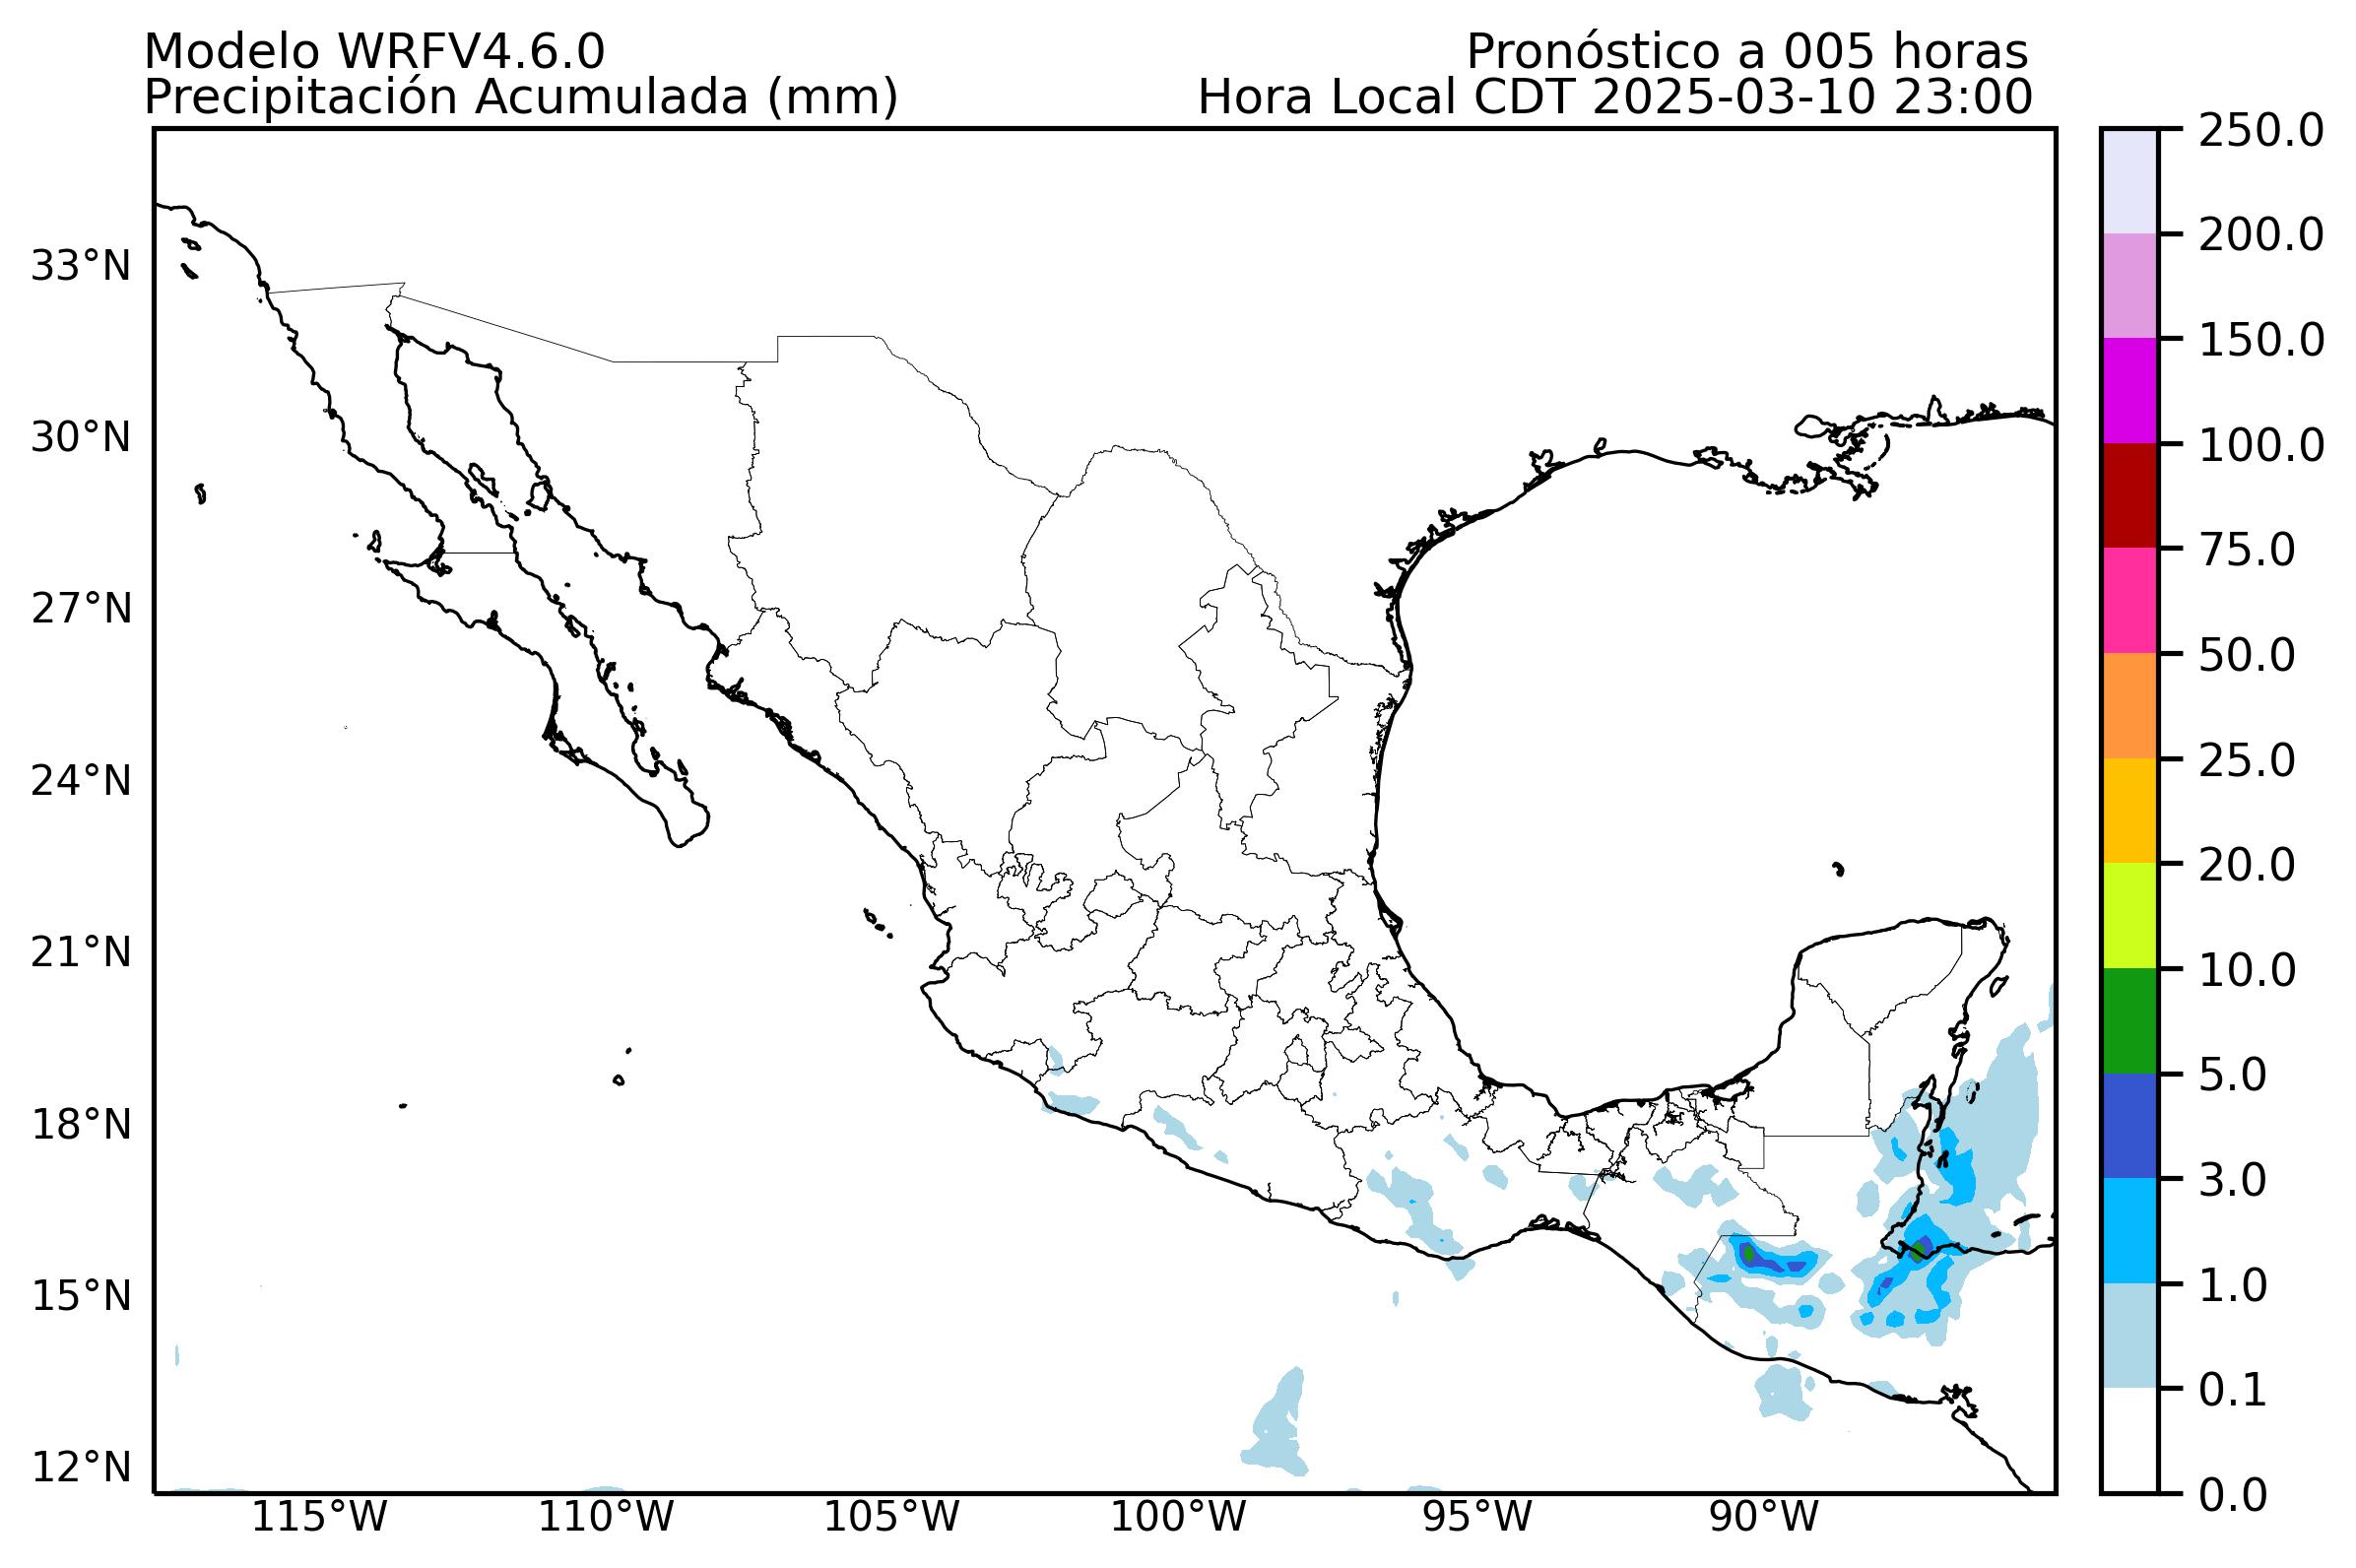 Modelo WRFV4.6.0
Pronóstico a 005 horas
Precipitación Acumulada (mm)
Hora Local CDT 2025-03-10 23:00
33°N
30°N
27°N
24°N
21°N
18°N
15°N
12°N
115°W
110°W
105°W
100°W
95°W
90°W
250.0
200.0
150.0
100.0
75.0
50.0
25.0
20.0
10.0
5.0
3.0
1.0
0.1
0.0